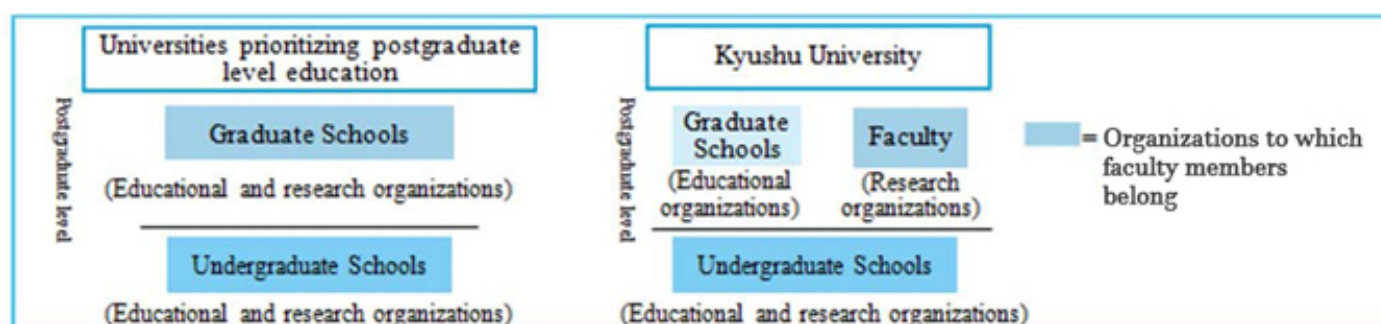 Universities prioritizing postgraduate
level education
Postgraduate level
Graduate Schools
(Educational and research organizations)
Undergraduate Schools
(Educational and research organizations)
Kyushu University
Postgraduate level
Graduate
Schools
(Educational
organizations)
Faculty
(Research
organizations)
Undergraduate Schools
(Educational and research organizations)
= Organizations to which
faculty members
belong